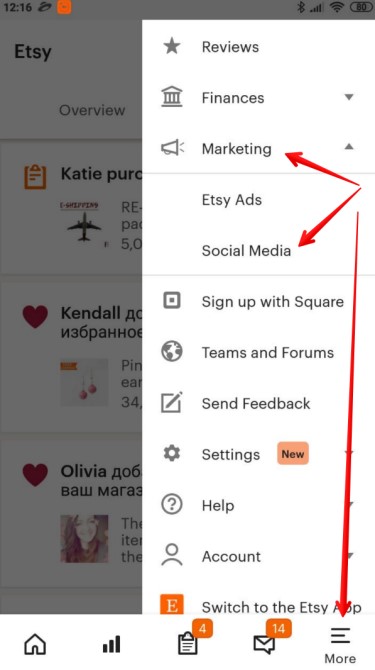 12:16
80
Etsy
Overview
Reviews
Finances
Marketing
Etsy Ads
Social Media
Sign up with Square
Teams and Forums
Send Feedback
Settings New
Help
Account
E Switch to the Etsy App
Katie purc
E-SHIPPING
RE-
pac
5,0
Kendall до
избранное
Pin
ear
34,
Olivia доб
ваш магаз
The
iter
the
4
14
More